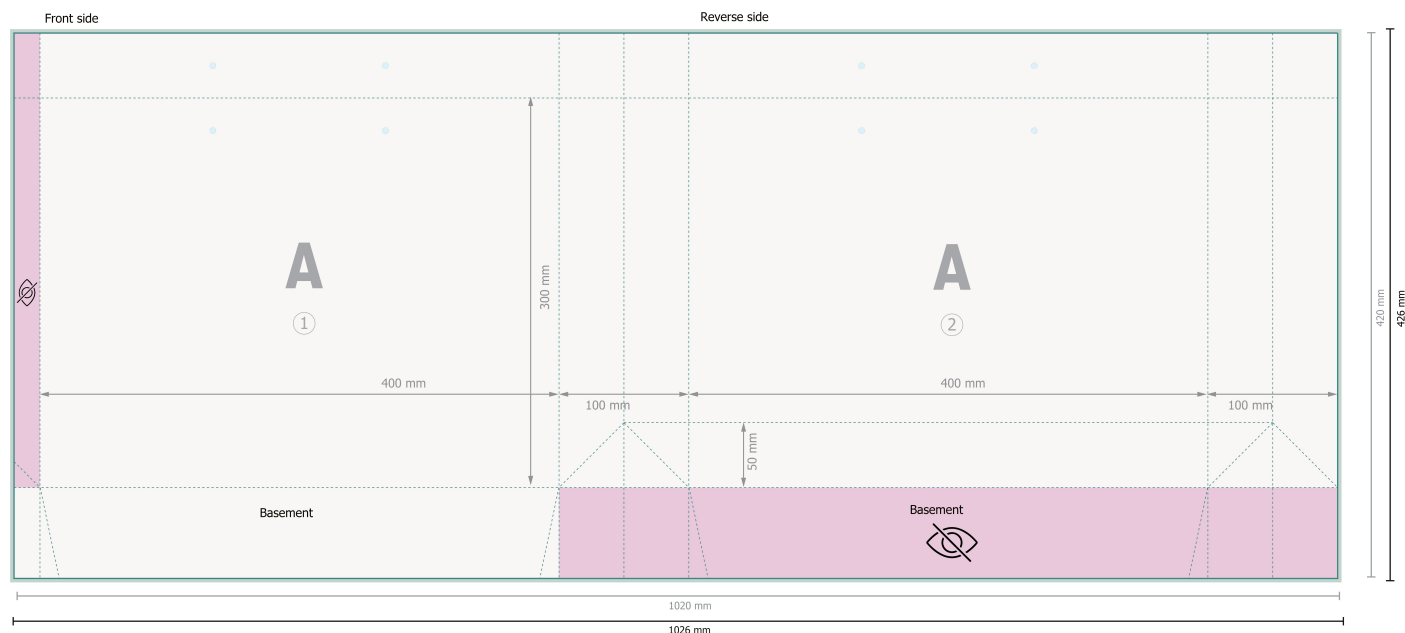 Front side
Reverse side
A
1
300 mm
A
2
420 mm
426 mm
400 mm
100 mm
400 mm
100 mm
50 mm
Basement
Basement
1020 mm
1026 mm